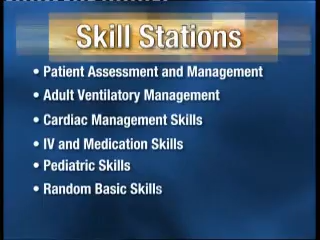 Skill Stations
• Patient Assessment and Management
• Adult Ventilatory Management
• Cardiac Management Skills
• IV and Medication Skills
• Pediatric Skills
• Random Basic Skills